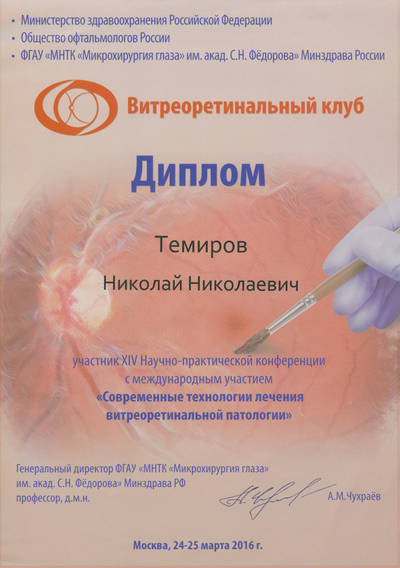 • Министерство здравоохранения Российской Федерации
• Общество офтальмологов России
• ФГАУ «МНТК «Микрохирургия глаза» им. акад. С.Н. Фёдорова» Минздрава России
Витреоретинальный клуб
Диплом
Темиров
Николай Николаевич
участник XIV Научно-практической конференции
с международным участием
«Современные технологии лечения
витреоретинальной патологии»
Генеральный директор ФГАУ «МНТК «Микрохирургия глаза»
им. акад. С.Н. Фёдорова» Минздрава РФ
профессор, д.м.н.
А.М.Чухраёв
Москва, 24-25 марта 2016 г.